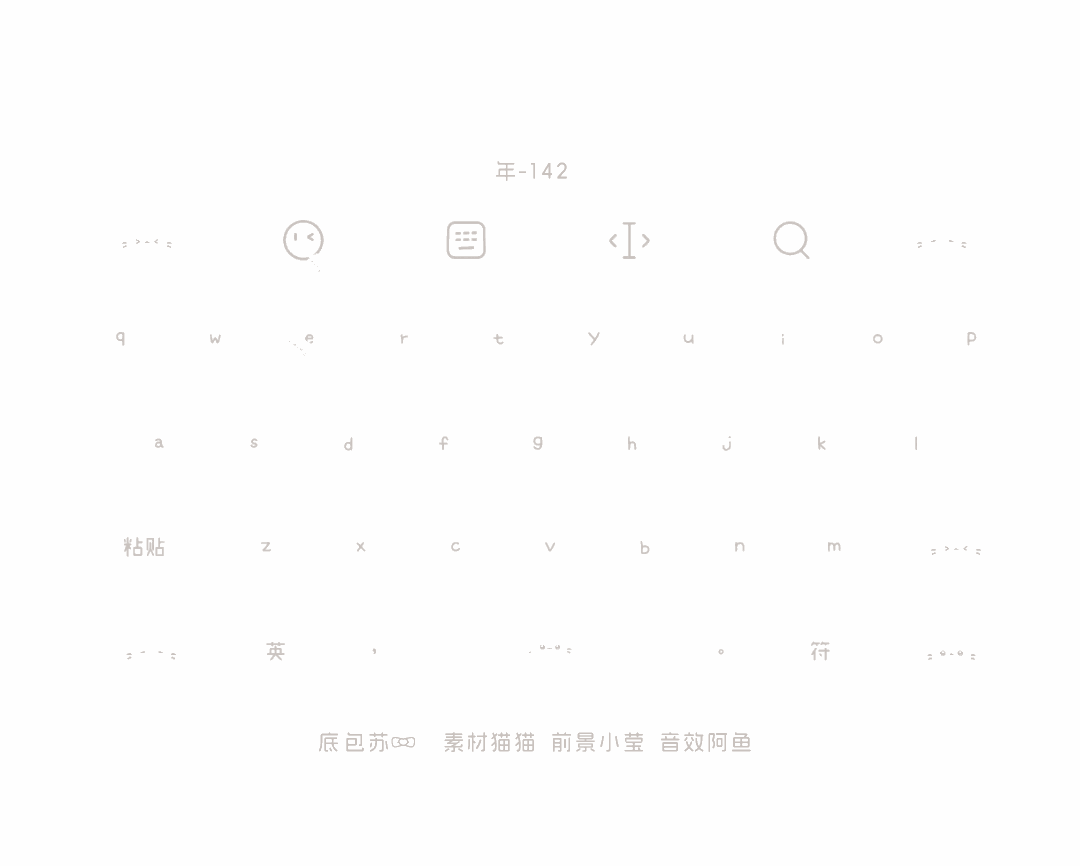 年-142
q w e r t y u i o p
a s d f g h j k l
粘贴 z x c v b n m
英 , 。 符
底包苏 素材猫猫 前景小莹 音效阿鱼